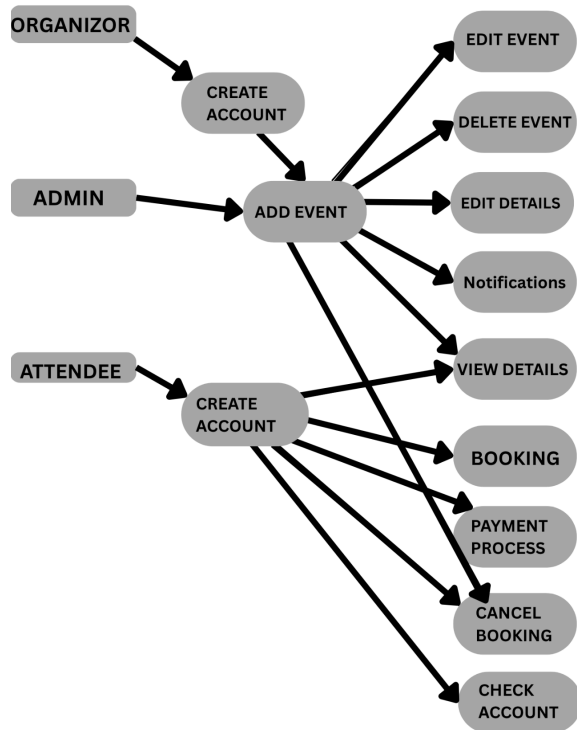 ORGANIZOR
EDIT EVENT
CREATE
ACCOUNT
DELETE EVENT
ADMIN
ADD EVENT
EDIT DETAILS
Notifications
ATTENDEE
VIEW DETAILS
CREATE
ACCOUNT
BOOKING
PAYMENT
PROCESS
CANCEL
BOOKING
CHECK
ACCOUNT